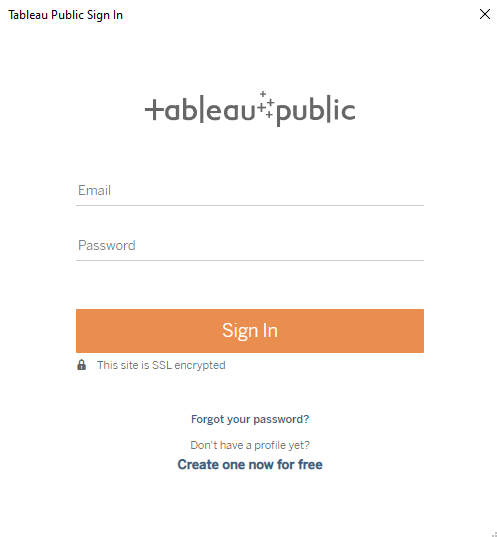 Tableau Public Sign In
tableau public
Email
Password
Sign In
This site is SSL encrypted
Forgot your password?
Don't have a profile yet?
Create one now for free